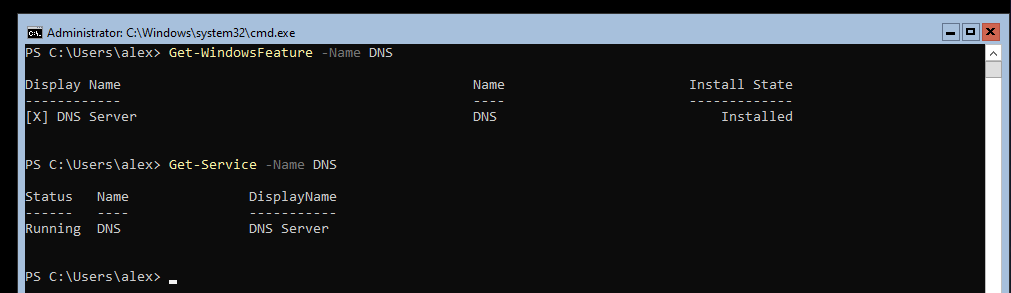 Administrator: C:\Windows\system32\cmd.exe
PS C:\Users\alex> Get-WindowsFeature -Name DNS
Display Name Name Install State
------------ ---- -------------
[X] DNS Server DNS Installed
PS C:\Users\alex> Get-Service -Name DNS
Status Name DisplayName
------ ---- -----------
Running DNS DNS Server
PS C:\Users\alex>